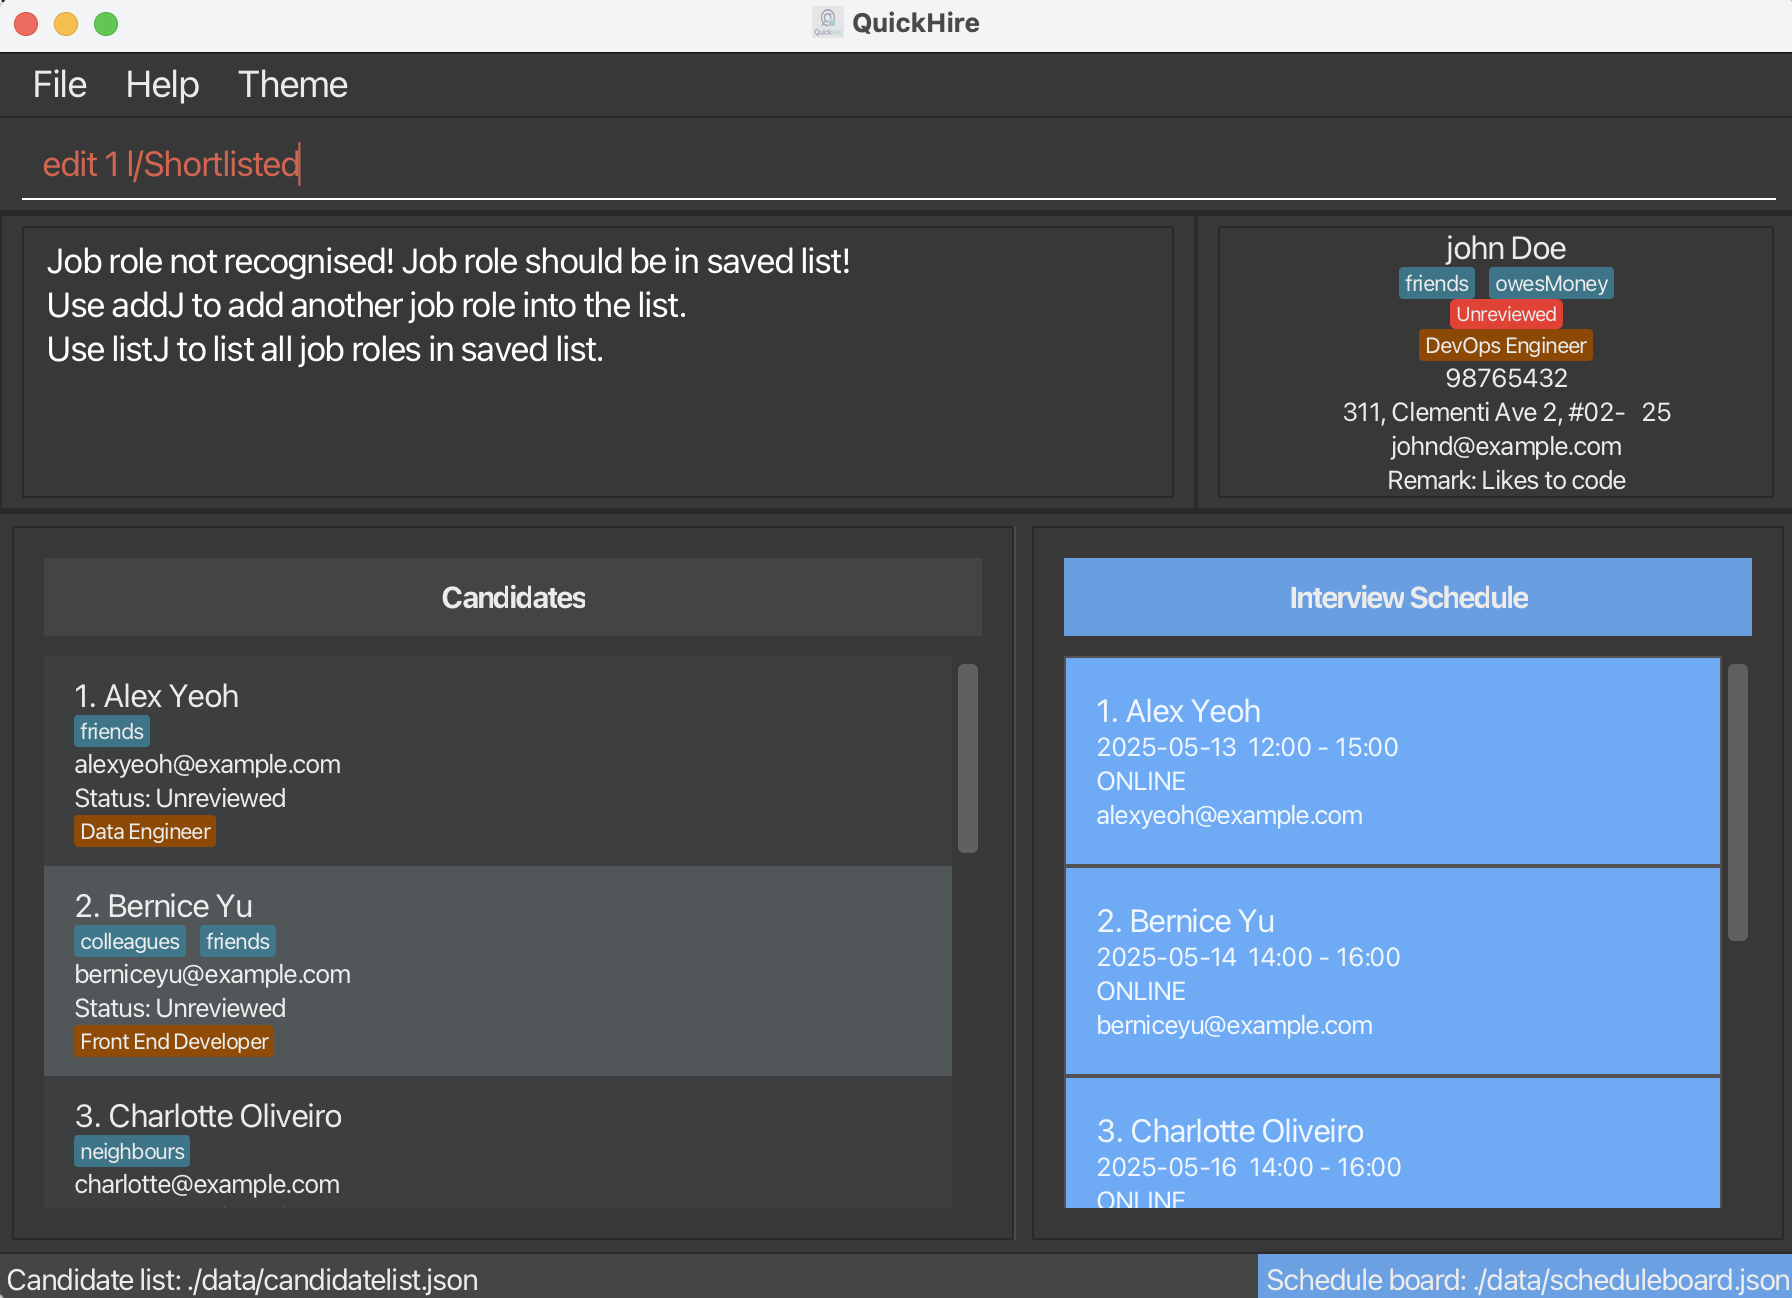 QuickHire
File Help Theme
edit 1 l/Shortlisted
Job role not recognised! Job role should be in saved list!
Use addJ to add another job role into the list.
Use listJ to list all job roles in saved list.
john Doe
friends owesMoney
Unreviewed
DevOps Engineer
98765432
311, Clementi Ave 2, #02- 25
johnd@example.com
Remark: Likes to code
Candidates
1. Alex Yeoh
friends
alexyeoh@example.com
Status: Unreviewed
Data Engineer
2. Bernice Yu
colleagues friends
berniceyu@example.com
Status: Unreviewed
Front End Developer
3. Charlotte Oliveiro
neighbours
charlotte@example.com
Interview Schedule
1. Alex Yeoh
2025-05-13 12:00 - 15:00
ONLINE
alexyeoh@example.com
2. Bernice Yu
2025-05-14 14:00 - 16:00
ONLINE
berniceyu@example.com
3. Charlotte Oliveiro
2025-05-16 14:00 - 16:00
ONLINE
Candidate list: ./data/candidatelist.json
Schedule board: ./data/scheduleboard.json